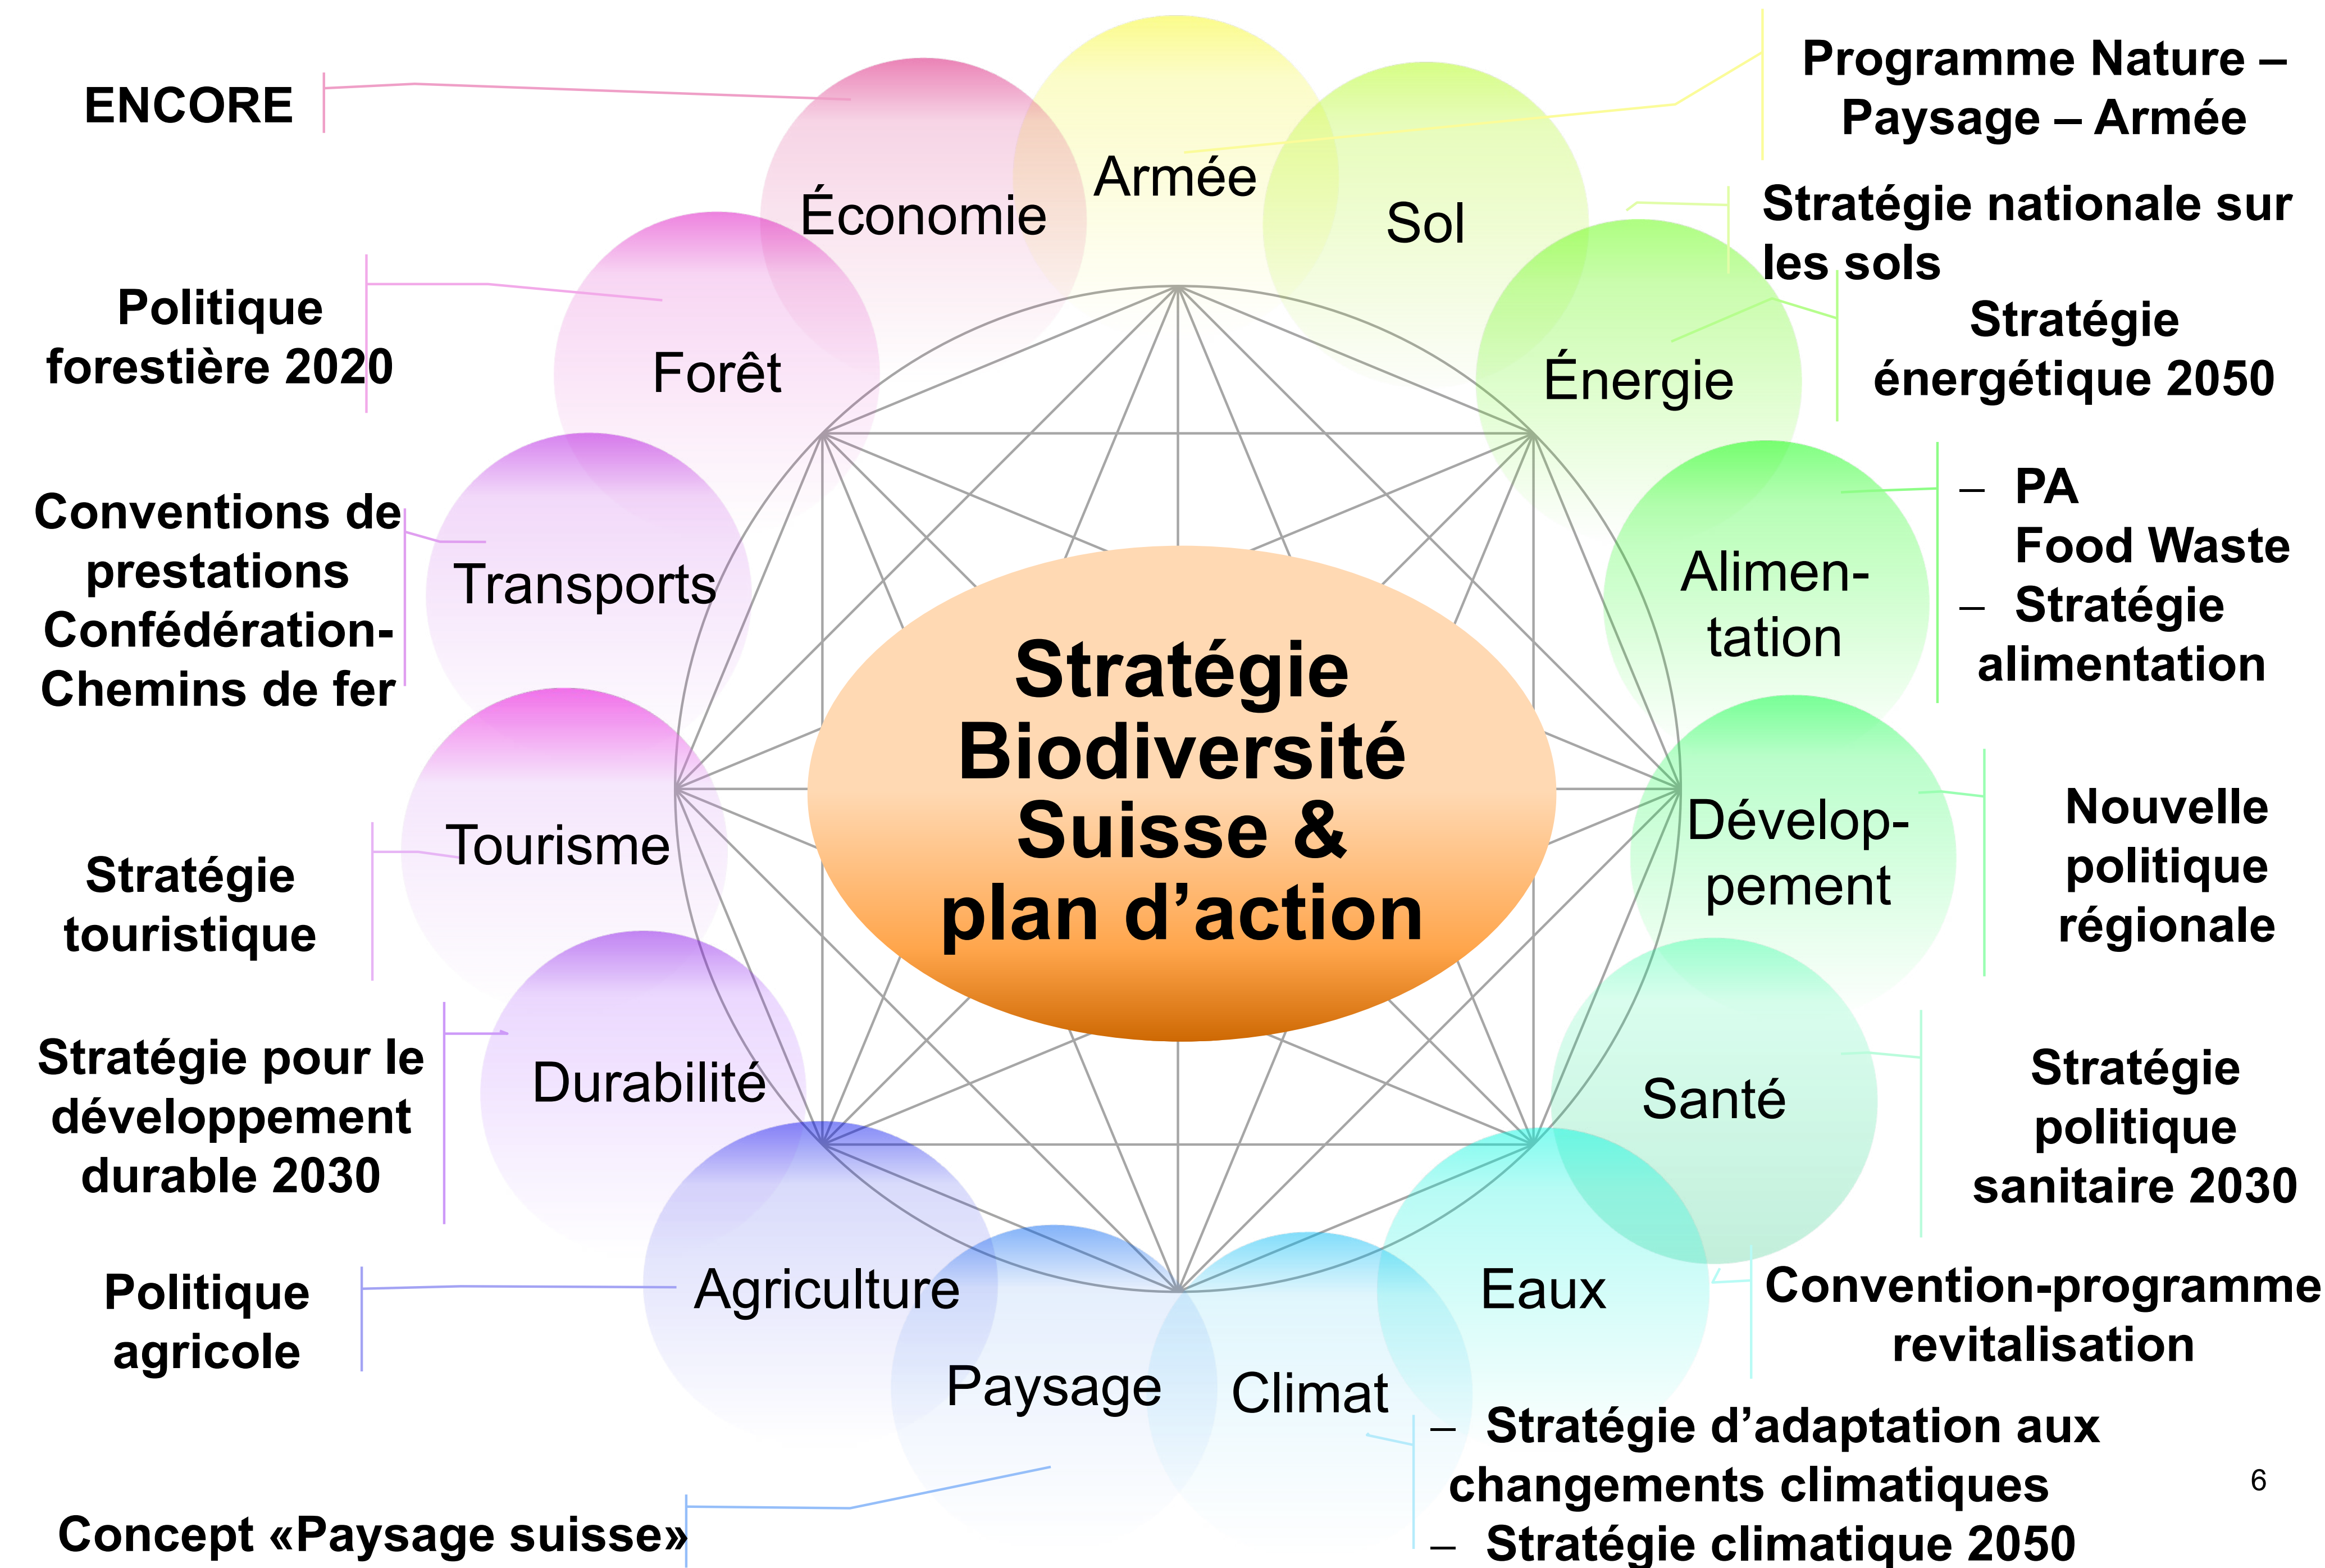 ENCORE
Économie
Armée
Programme Nature –
Paysage – Armée
Sol
Stratégie nationale sur
les sols
Politique
forestière 2020
Forêt
Énergie
Stratégie
énergétique 2050
Conventions de
prestations
Confédération-
Chemins de fer
Transports
Alimen-
tation
– PA
Food Waste
– Stratégie
alimentation
Stratégie
Biodiversité
Suisse &
plan d’action
Tourisme
Stratégie
touristique
Dévelop-
pement
Nouvelle
politique
régionale
Stratégie pour le
développement
durable 2030
Durabilité
Santé
Stratégie
politique
sanitaire 2030
Politique
agricole
Agriculture
Eaux
Convention-programme
revitalisation
Paysage
Climat
– Stratégie d’adaptation aux
changements climatiques
– Stratégie climatique 2050
Concept «Paysage suisse»
6